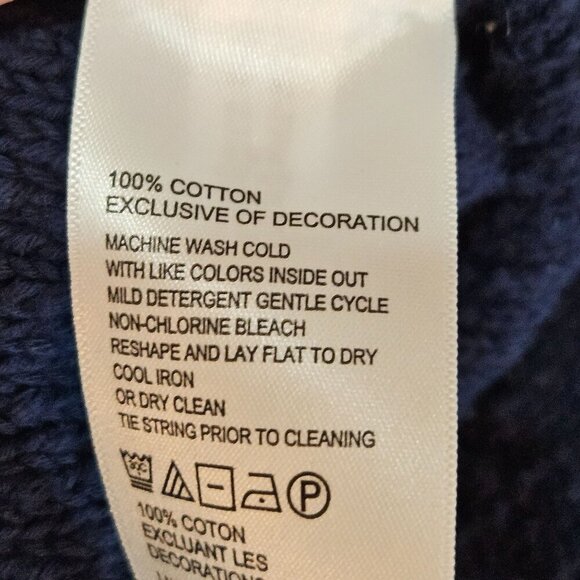 100% COTTON
EXCLUSIVE OF DECORATION
MACHINE WASH COLD
WITH LIKE COLORS INSIDE OUT
MILD DETERGENT GENTLE CYCLE
NON-CHLORINE BLEACH
RESHAPE AND LAY FLAT TO DRY
COOL IRON
OR DRY CLEAN
TIE STRING PRIOR TO CLEANING
P
100% COTON
EXCLUANT LES
DECORATIONS